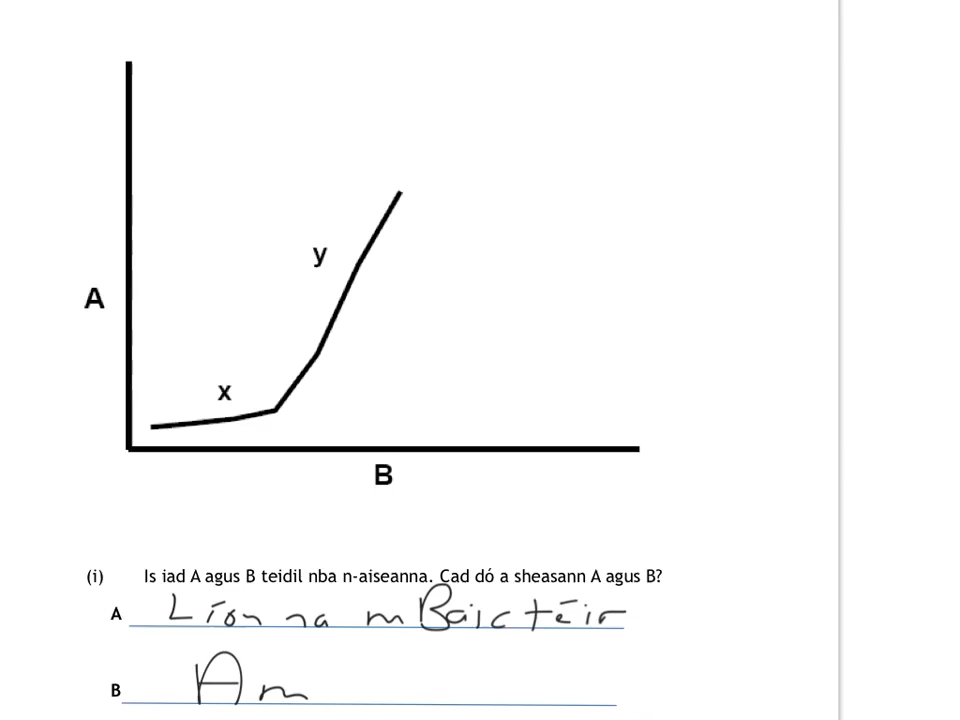 y
A
x
B
(i) Is iad A agus B teidil nba n-aiseanna. Cad dó a sheasann A agus B?
A Líon na mBaictéir
B Am